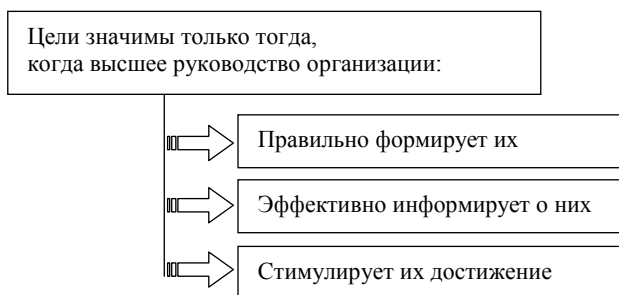 Цели значимы только тогда,
когда высшее руководство организации:
Правильно формирует их
Эффективно информирует о них
Стимулирует их достижение